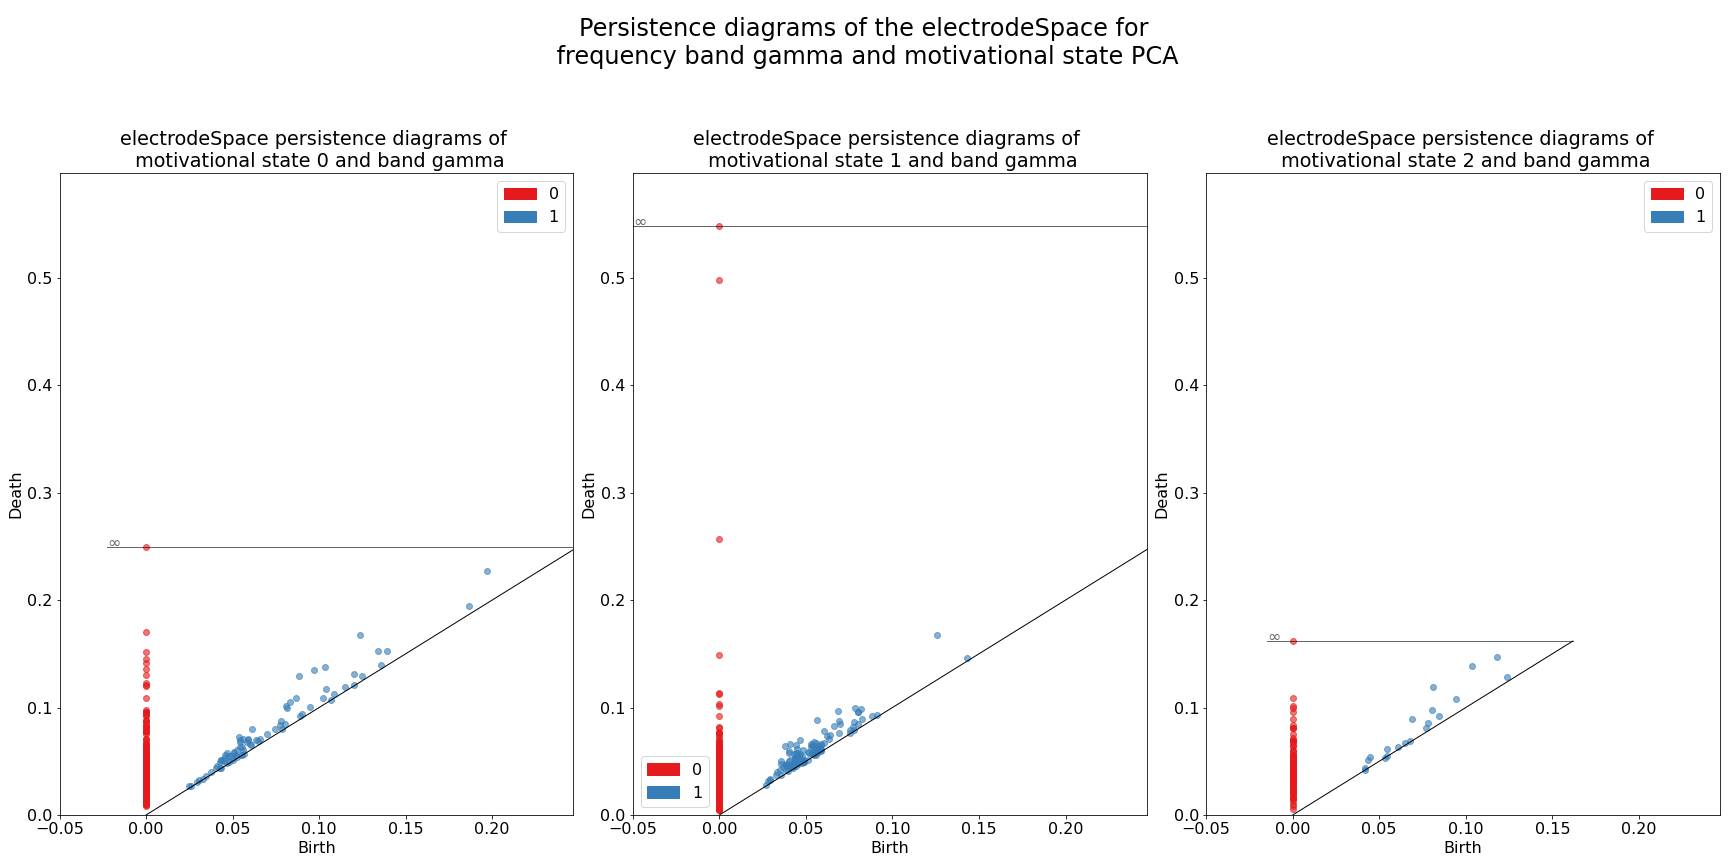 Persistence diagrams of the electrodeSpace for
frequency band gamma and motivational state PCA
electrodeSpace persistence diagrams of
motivational state 0 and band gamma
0
1
∞
0.5
0.4
0.3
0.2
0.1
0.0
Death
−0.05 0.00 0.05 0.10 0.15 0.20
Birth
electrodeSpace persistence diagrams of
motivational state 1 and band gamma
∞
0
1
0.5
0.4
0.3
0.2
0.1
0.0
Death
−0.05 0.00 0.05 0.10 0.15 0.20
Birth
electrodeSpace persistence diagrams of
motivational state 2 and band gamma
0
1
∞
0.5
0.4
0.3
0.2
0.1
0.0
Death
−0.05 0.00 0.05 0.10 0.15 0.20
Birth